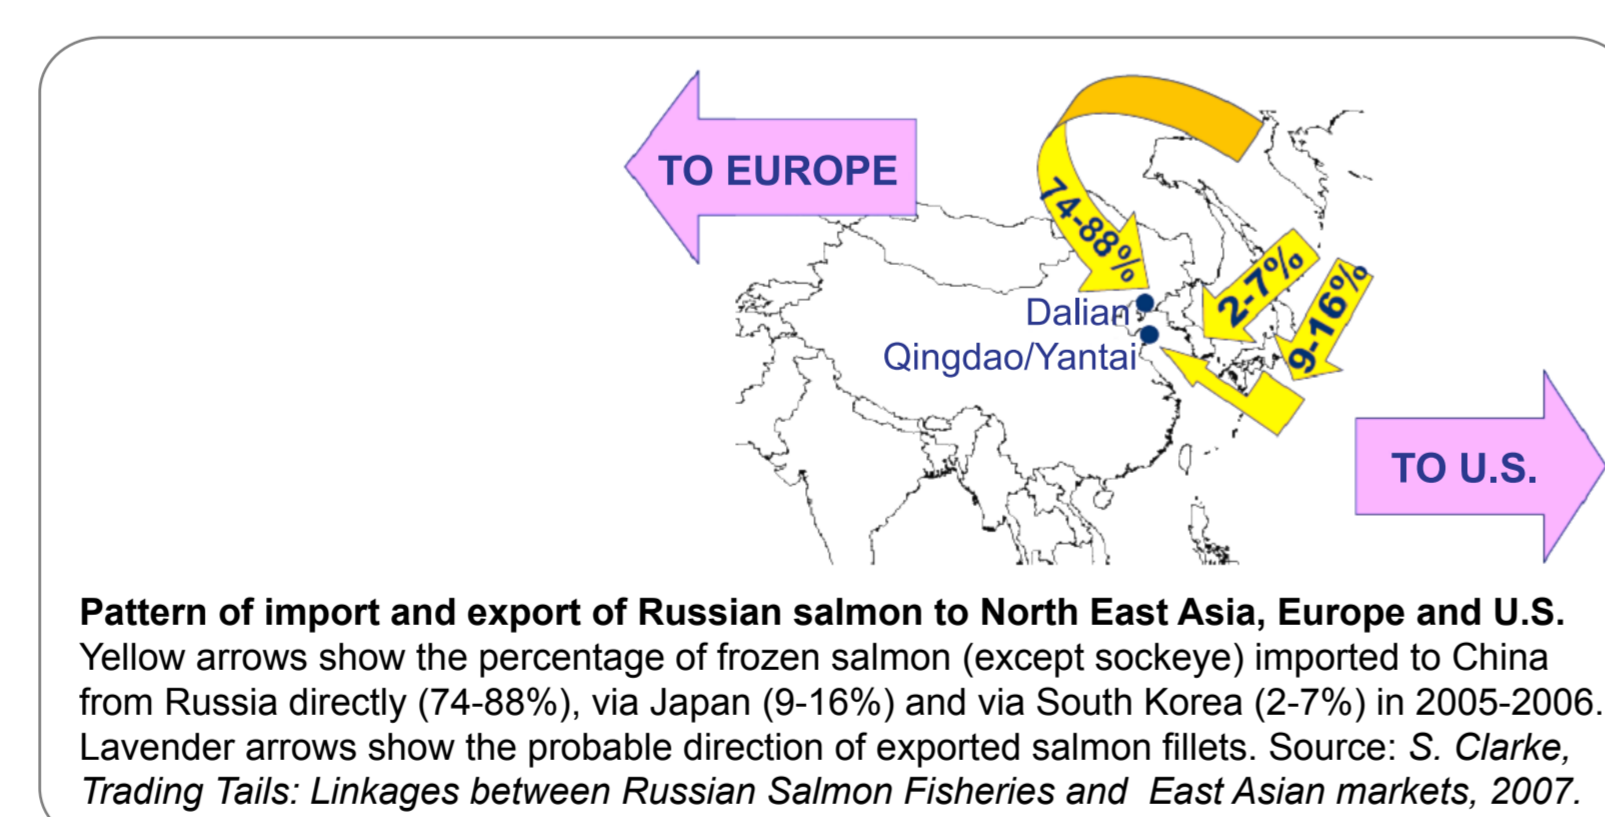 TO EUROPE
74-88%
2-7%
9-16%
Dalian
Qingdao/Yantai
TO U.S.
Pattern of import and export of Russian salmon to North East Asia, Europe and U.S.
Yellow arrows show the percentage of frozen salmon (except sockeye) imported to China
from Russia directly (74-88%), via Japan (9-16%) and via South Korea (2-7%) in 2005-2006.
Lavender arrows show the probable direction of exported salmon fillets. Source: S. Clarke,
Trading Tails: Linkages between Russian Salmon Fisheries and East Asian markets, 2007.